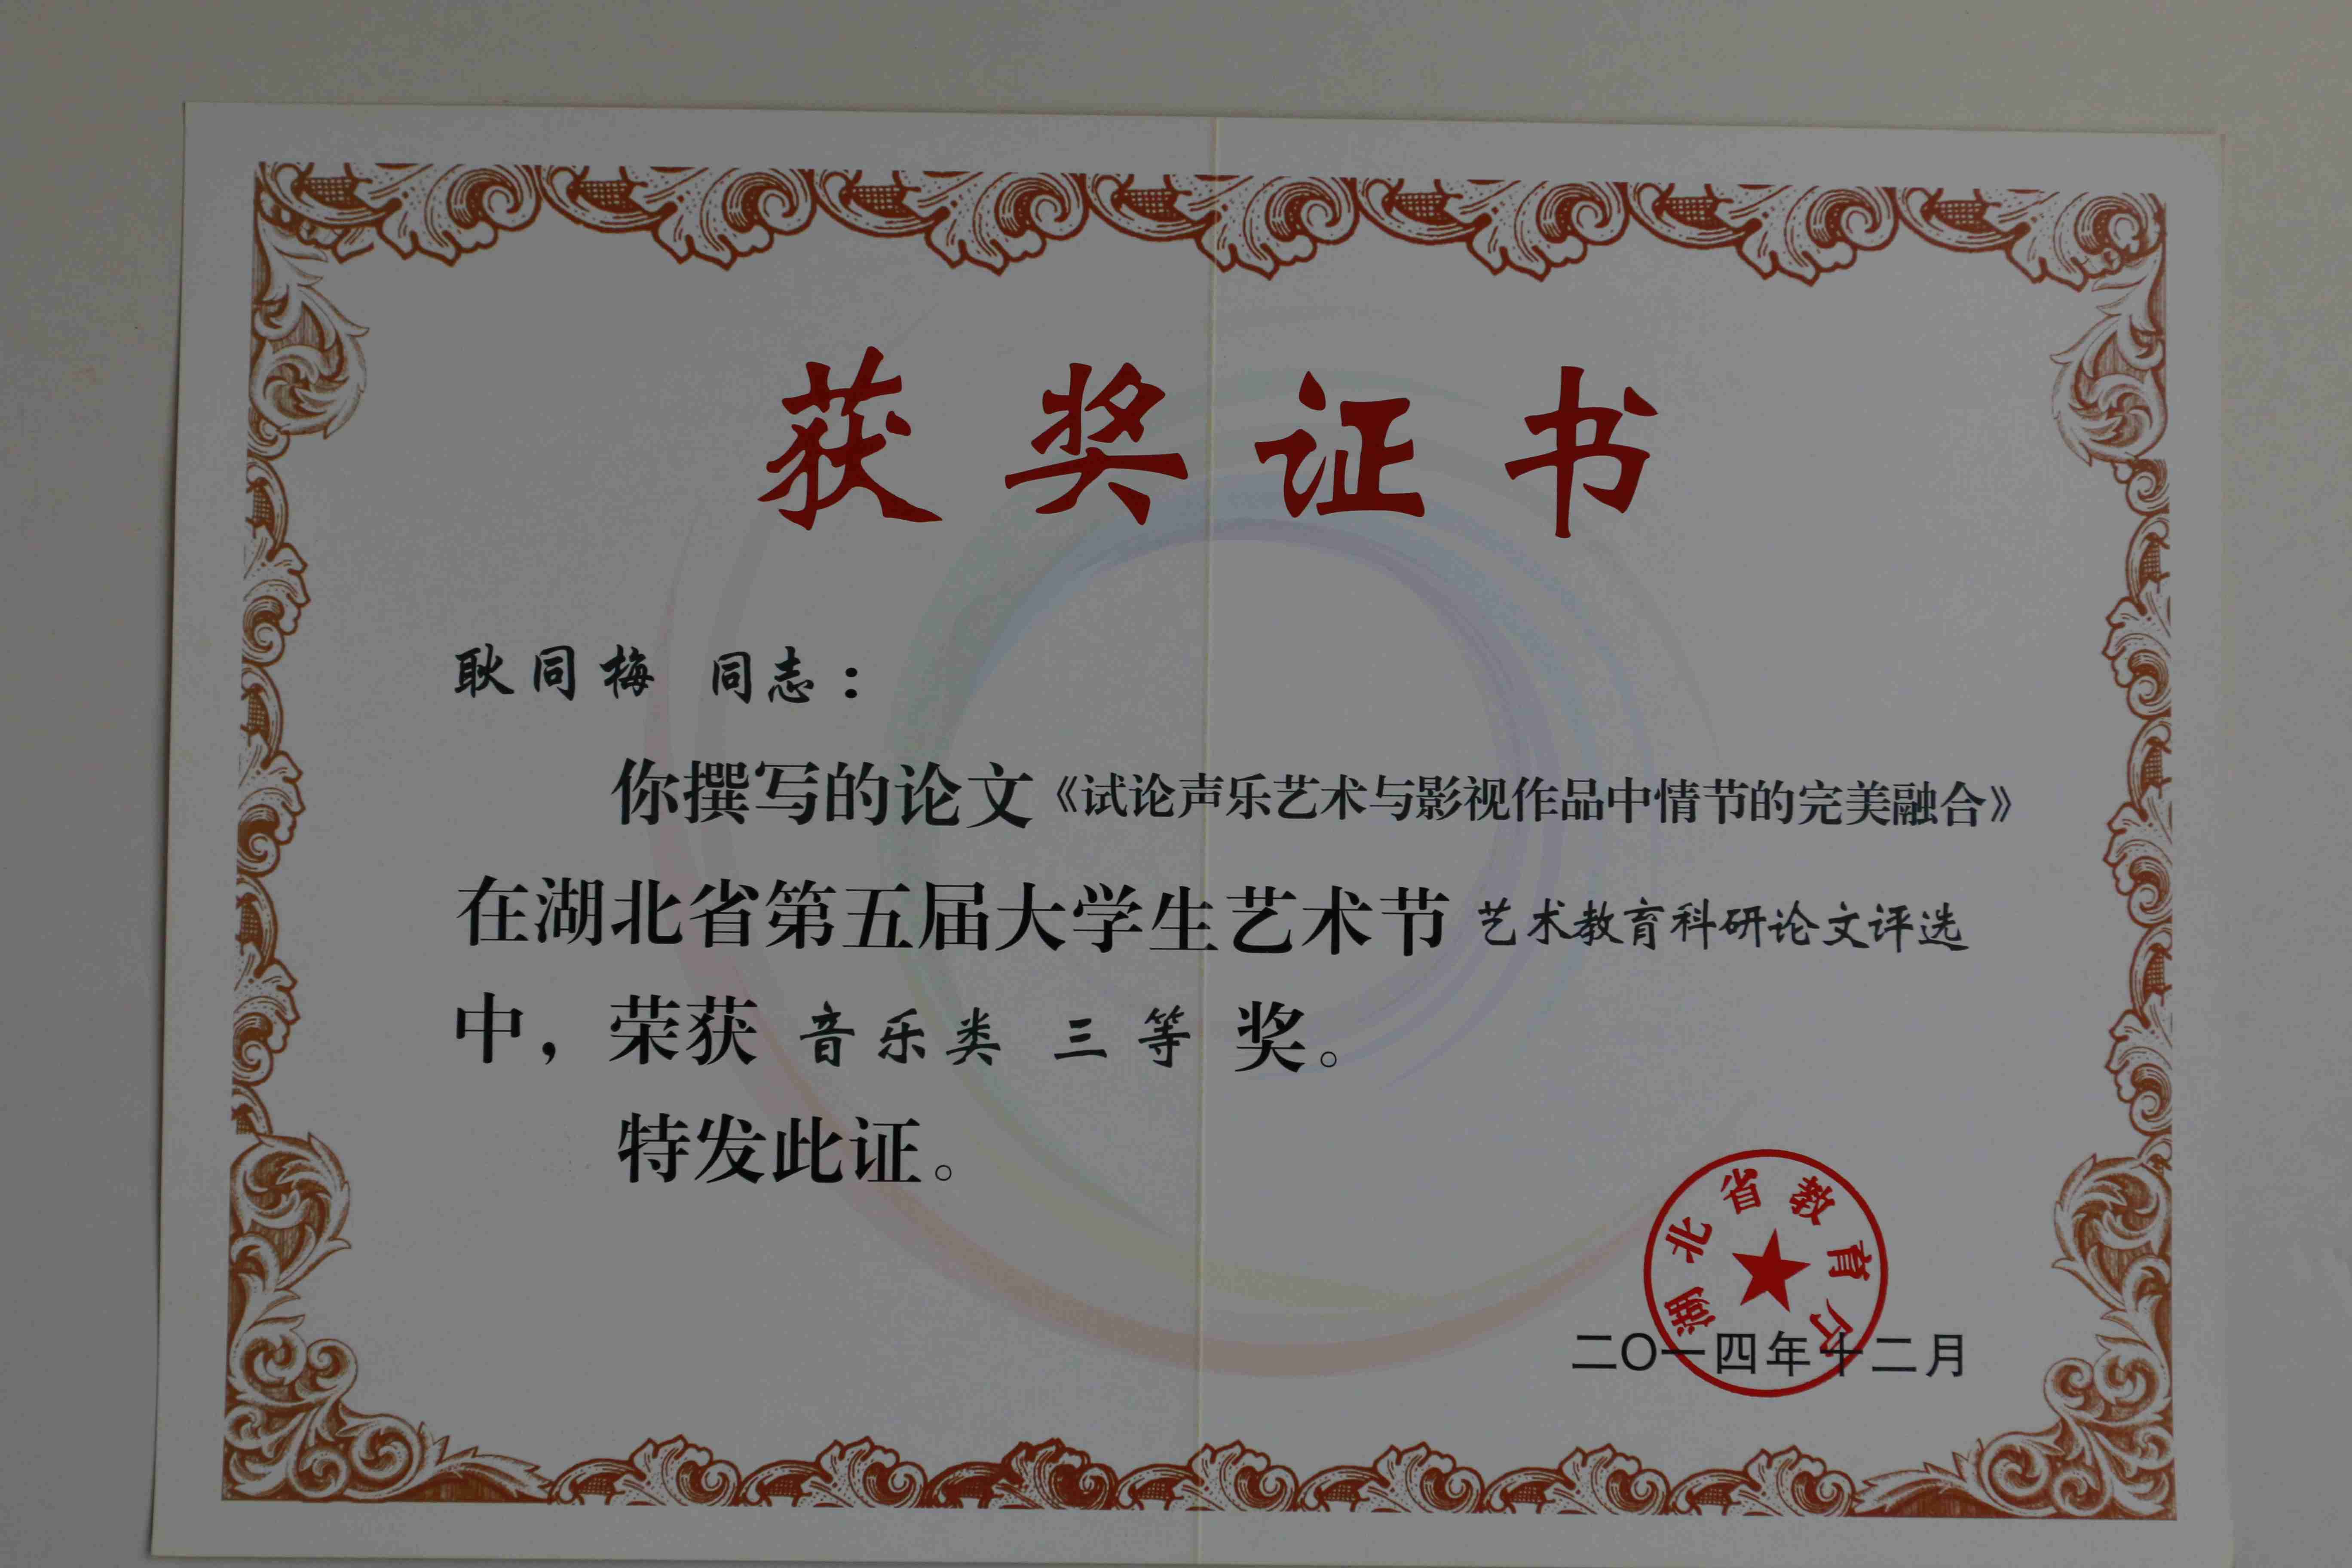 获奖证书
耿同梅 同志：
你撰写的论文《试论声乐艺术与影视作品中情节的完美融合》
在湖北省第五届大学生艺术节 艺术教育科研论文评选
中，荣获 音乐类 三等 奖。
特发此证。
湖北省教育厅
二〇一四年十二月